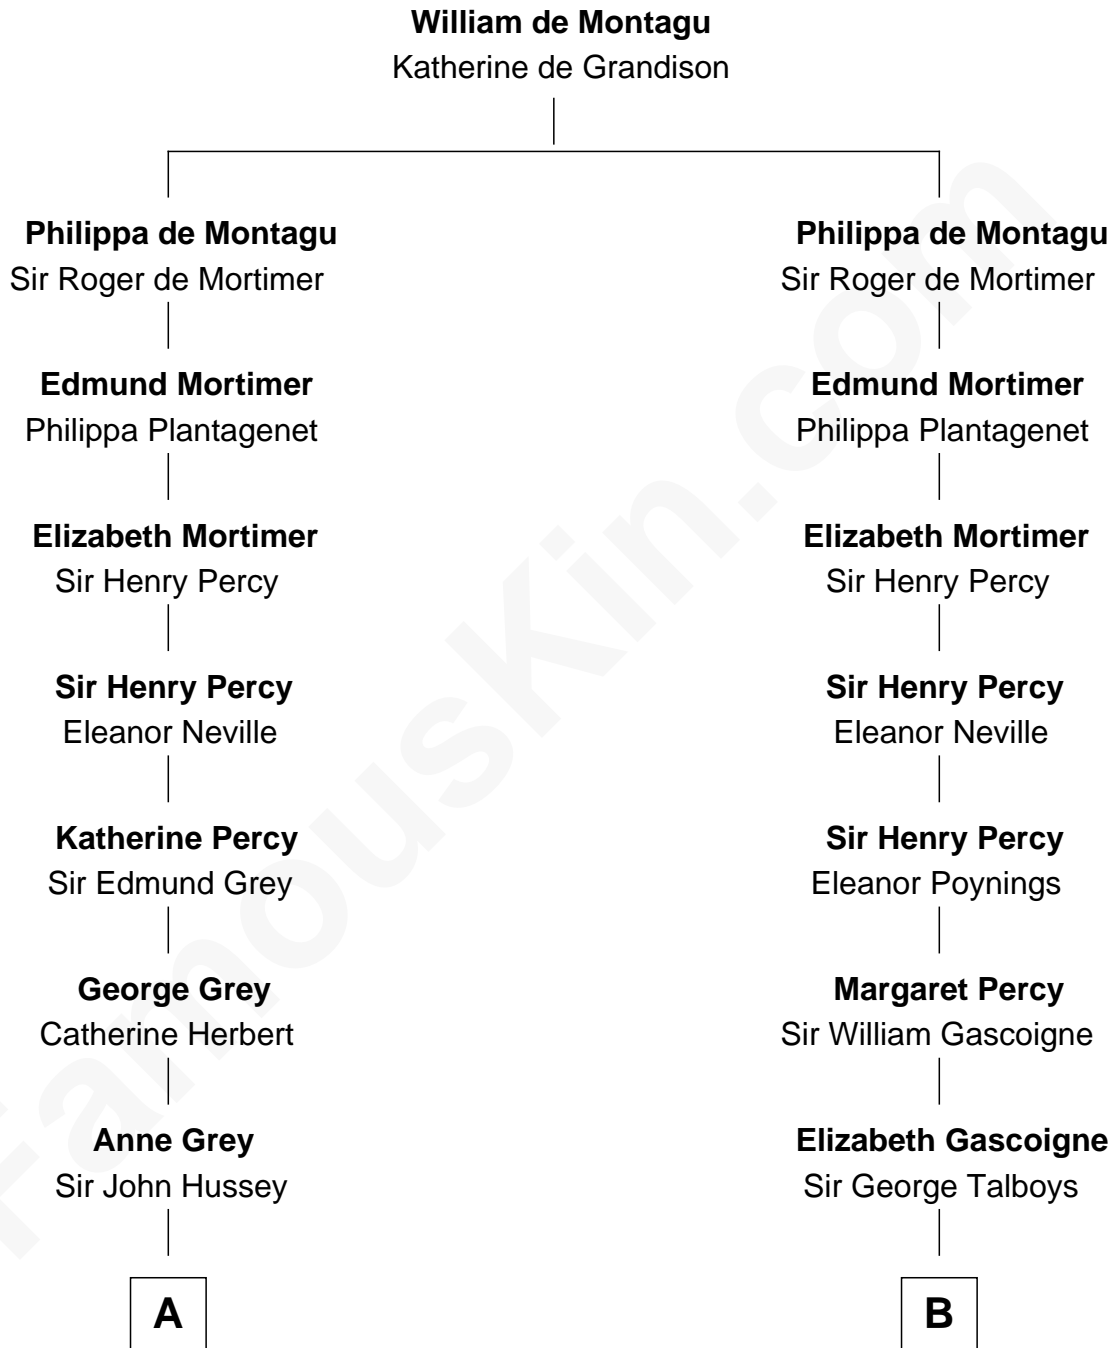 William de Montagu
Katherine de Grandison
Philippa de Montagu
Sir Roger de Mortimer
Philippa de Montagu
Sir Roger de Mortimer
Edmund Mortimer
Philippa Plantagenet
Edmund Mortimer
Philippa Plantagenet
Elizabeth Mortimer
Sir Henry Percy
Elizabeth Mortimer
Sir Henry Percy
Sir Henry Percy
Eleanor Neville
Sir Henry Percy
Eleanor Neville
Katherine Percy
Sir Edmund Grey
Sir Henry Percy
Eleanor Poynings
George Grey
Catherine Herbert
Margaret Percy
Sir William Gascoigne
Anne Grey
Sir John Hussey
Elizabeth Gascoigne
Sir George Talboys
A
B
FamousKin.com